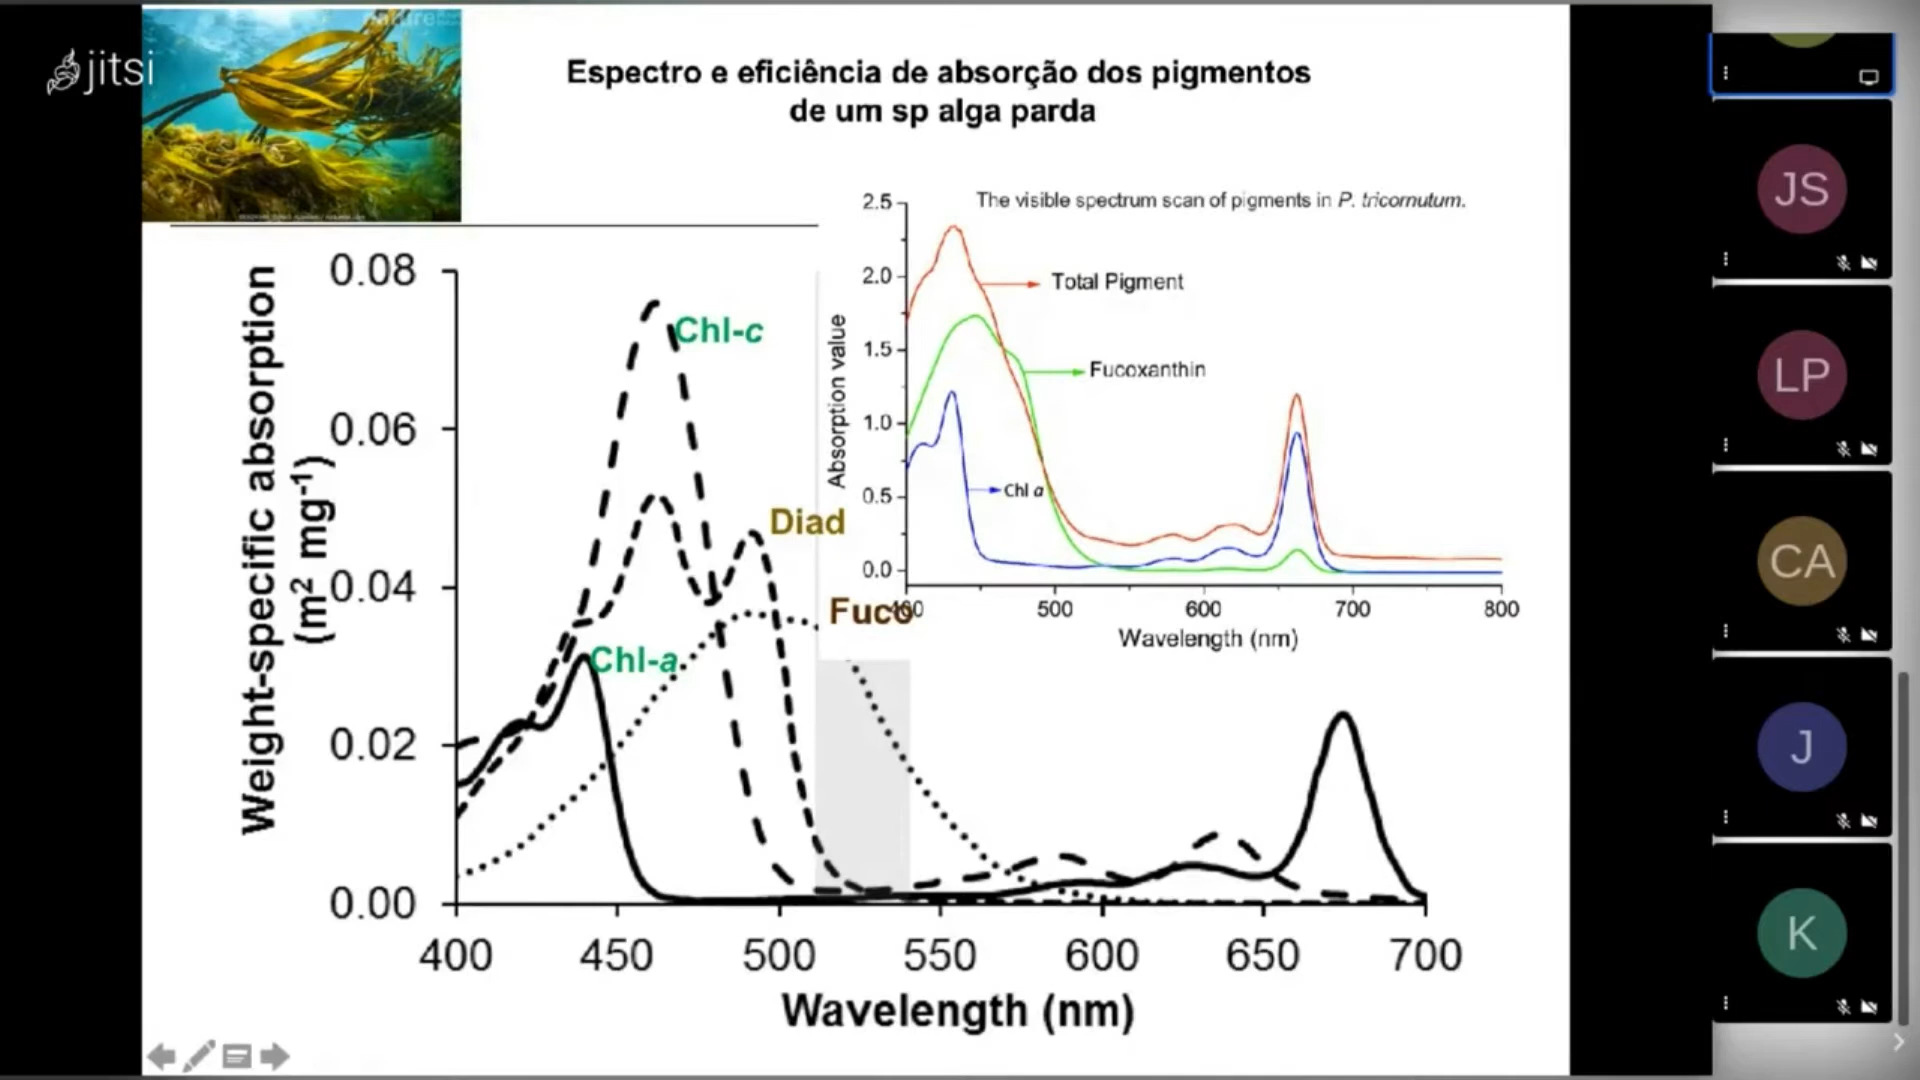 jitsi
nature
Espectro e eficiência de absorção dos pigmentos
de um sp alga parda
Weight-specific absorption
(m² mg⁻¹)
0.08
0.06
0.04
0.02
0.00
400 450 500 550 600 650 700
Wavelength (nm)
Chl-c
Diad
Fuco
Chl-a
The visible spectrum scan of pigments in P. tricornutum.
Absorption value
2.5
2.0
1.5
1.0
0.5
0.0
Total Pigment
Fucoxanthin
Chl a
400 500 600 700 800
Wavelength (nm)
JS
LP
CA
J
K